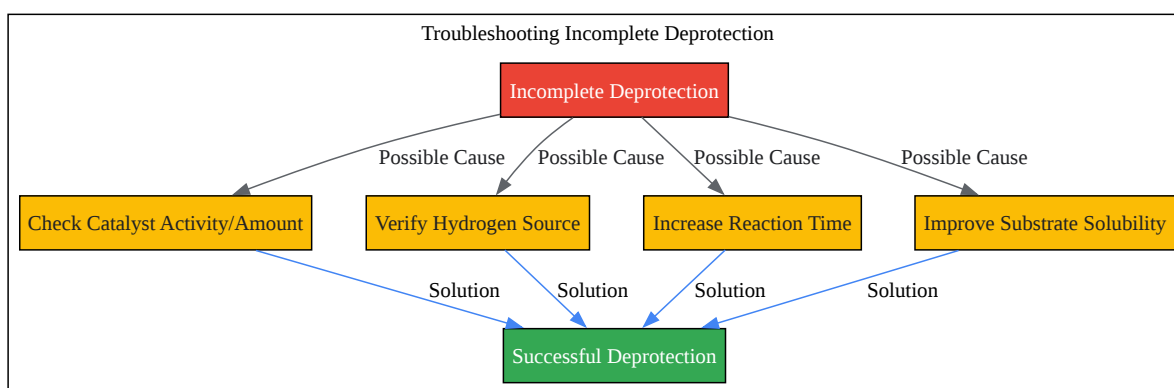 Troubleshooting Incomplete Deprotection
Incomplete Deprotection
Possible Cause
Possible Cause
Possible Cause
Possible Cause
Check Catalyst Activity/Amount
Verify Hydrogen Source
Increase Reaction Time
Improve Substrate Solubility
Solution
Solution
Solution
Solution
Successful Deprotection